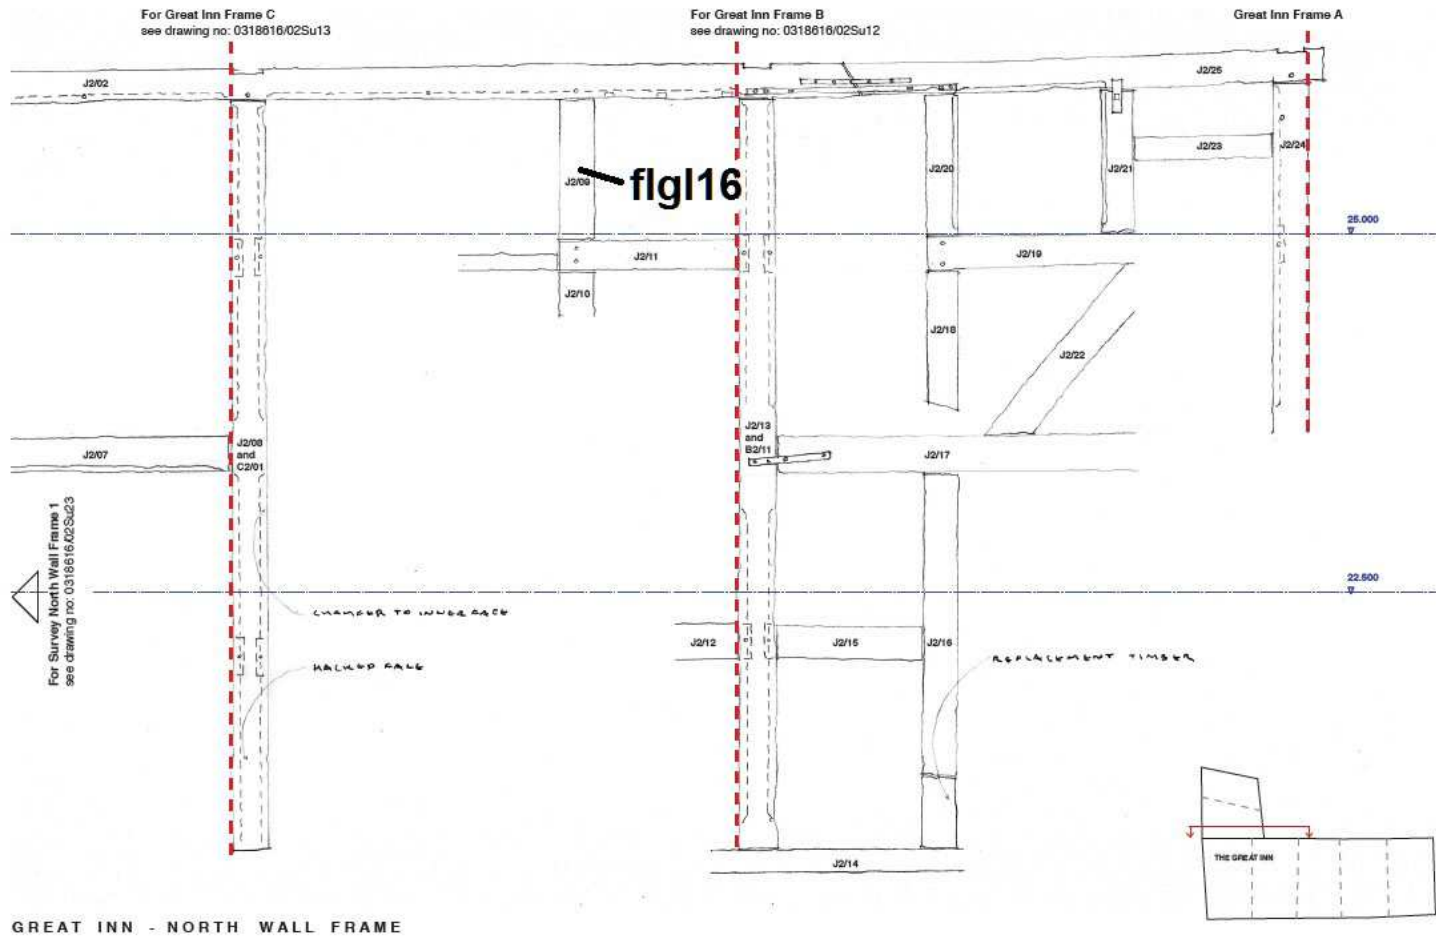 For Great Inn Frame C
see drawing no: 0318616/02Su13
For Great Inn Frame B
see drawing no: 0318616/02Su12
Great Inn Frame A
J2/02
J2/25
J2/09
flgl16
J2/20
J2/21
J2/23
J2/24
25.000
J2/11
J2/19
J2/10
J2/18
J2/22
J2/07
J2/08
and
C2/01
J2/13
and
B2/11
J2/17
For Survey North Wall Frame 1
see drawing no: 0318616/02Su23
22.500
CHAMFER TO INNER FACE
J2/12
J2/15
J2/16
HALVED FACE
REPLACEMENT TIMBER
J2/14
THE GREAT INN
GREAT INN - NORTH WALL FRAME